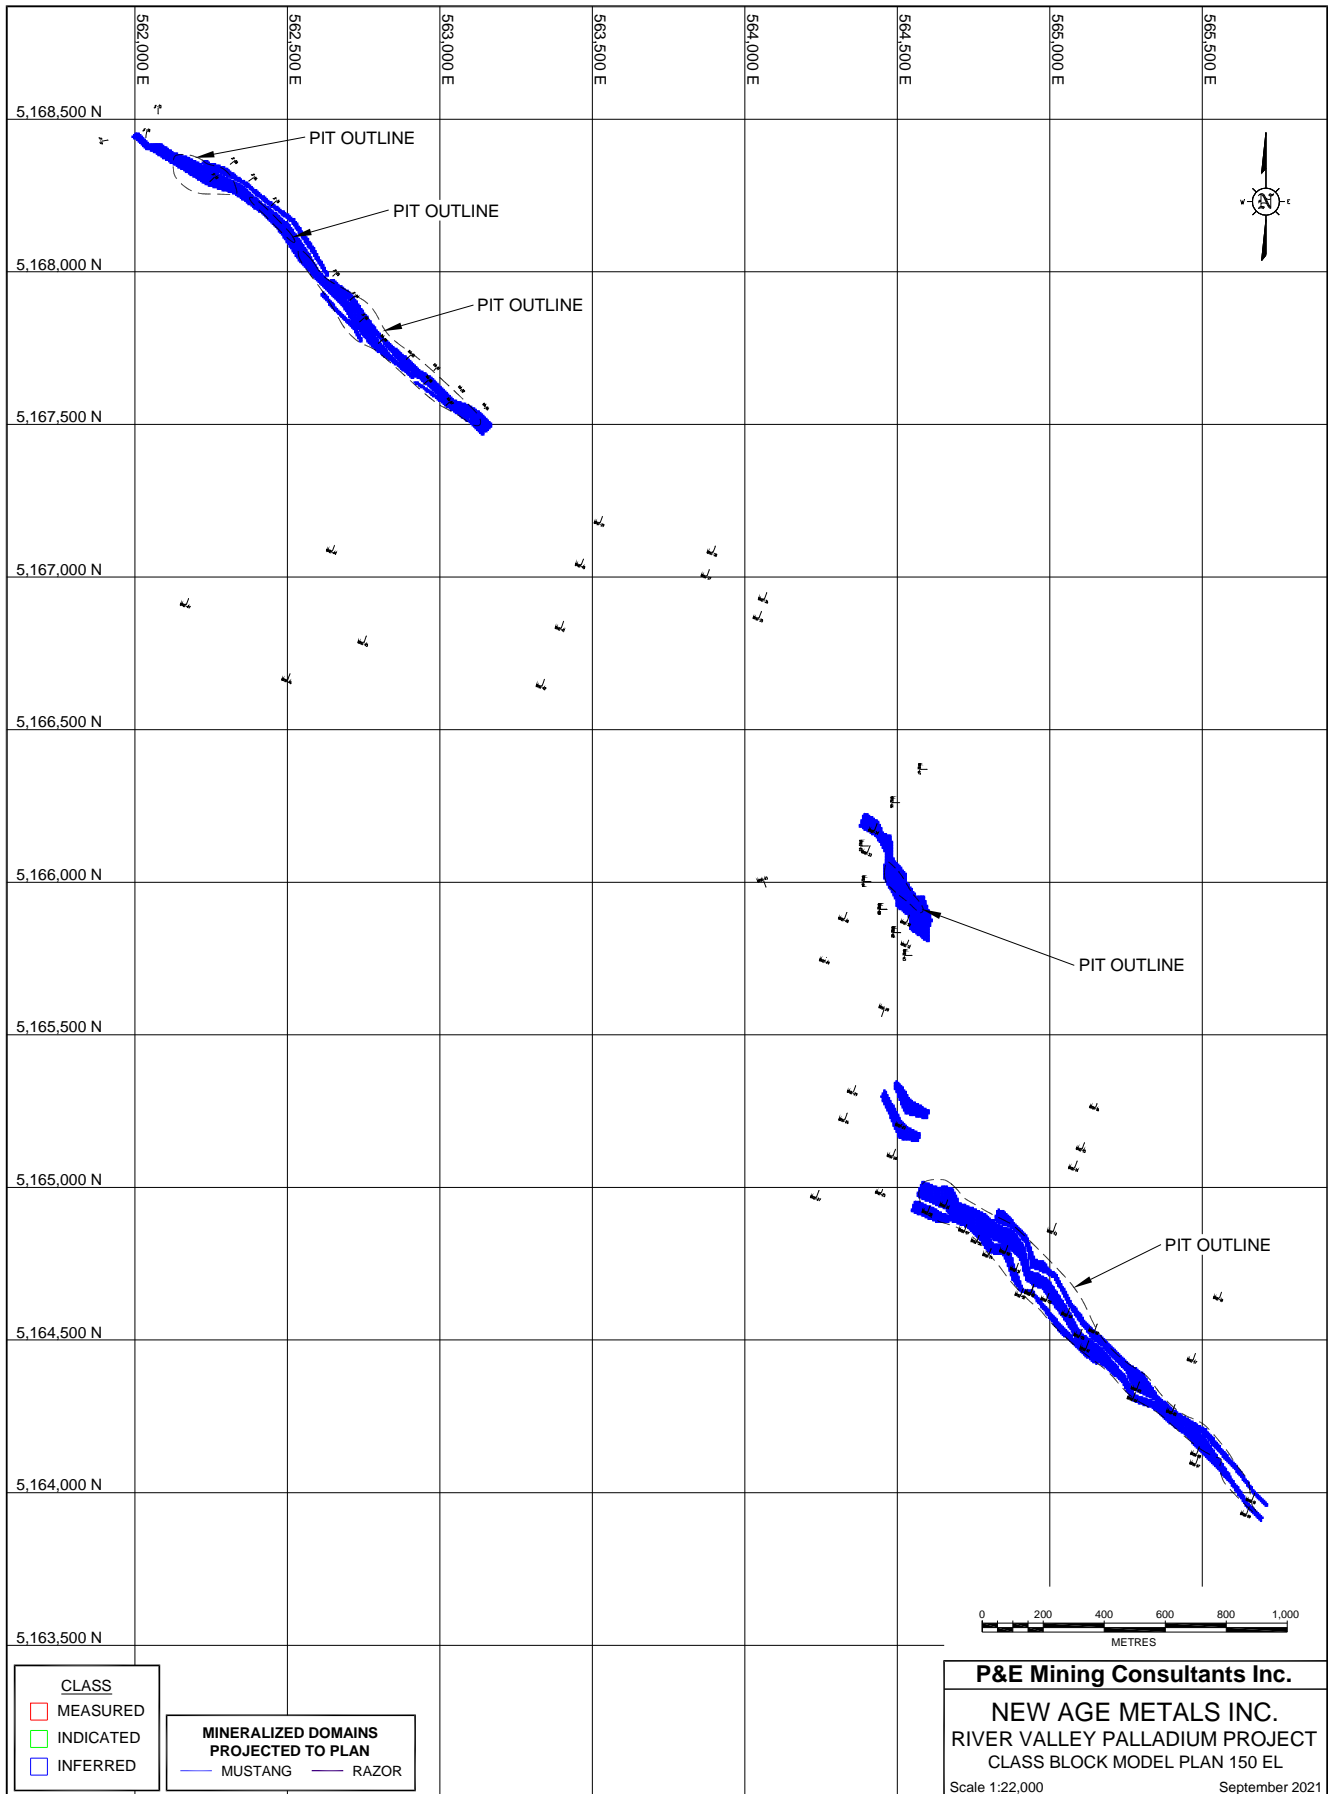 562,000 E
562,500 E
563,000 E
563,500 E
564,000 E
564,500 E
565,000 E
565,500 E
5,168,500 N
PIT OUTLINE
N
W
E
PIT OUTLINE
5,168,000 N
PIT OUTLINE
5,167,500 N
5,167,000 N
5,166,500 N
5,166,000 N
PIT OUTLINE
5,165,500 N
5,165,000 N
PIT OUTLINE
5,164,500 N
5,164,000 N
0 200 400 600 800 1,000
METRES
5,163,500 N
CLASS
MEASURED
INDICATED
INFERRED
MINERALIZED DOMAINS
PROJECTED TO PLAN
MUSTANG RAZOR
P&E Mining Consultants Inc.
NEW AGE METALS INC.
RIVER VALLEY PALLADIUM PROJECT
CLASS BLOCK MODEL PLAN 150 EL
Scale 1:22,000 September 2021